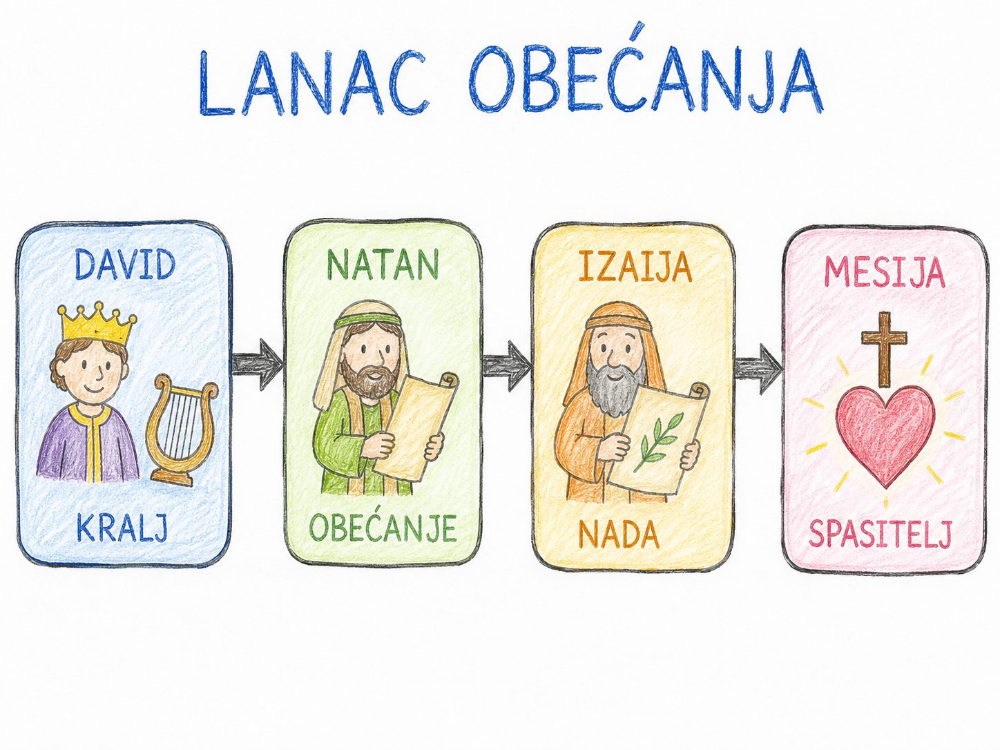 LANAC OBEĆANJA
DAVID
KRALJ
NATAN
OBEĆANJE
IZAIJA
NADA
MESIJA
SPASITELJ